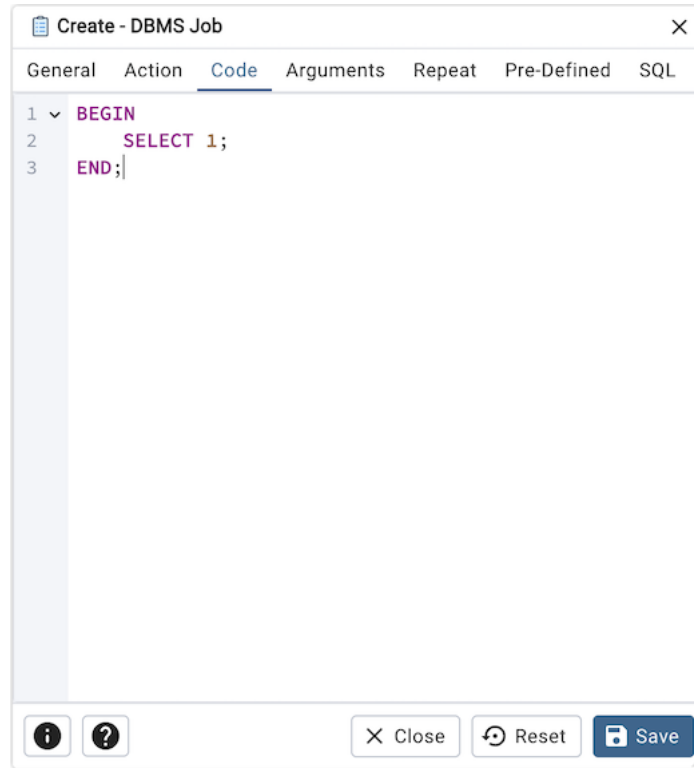 Create - DBMS Job
General Action Code Arguments Repeat Pre-Defined SQL
1 BEGIN
2 SELECT 1;
3 END;
Close Reset Save